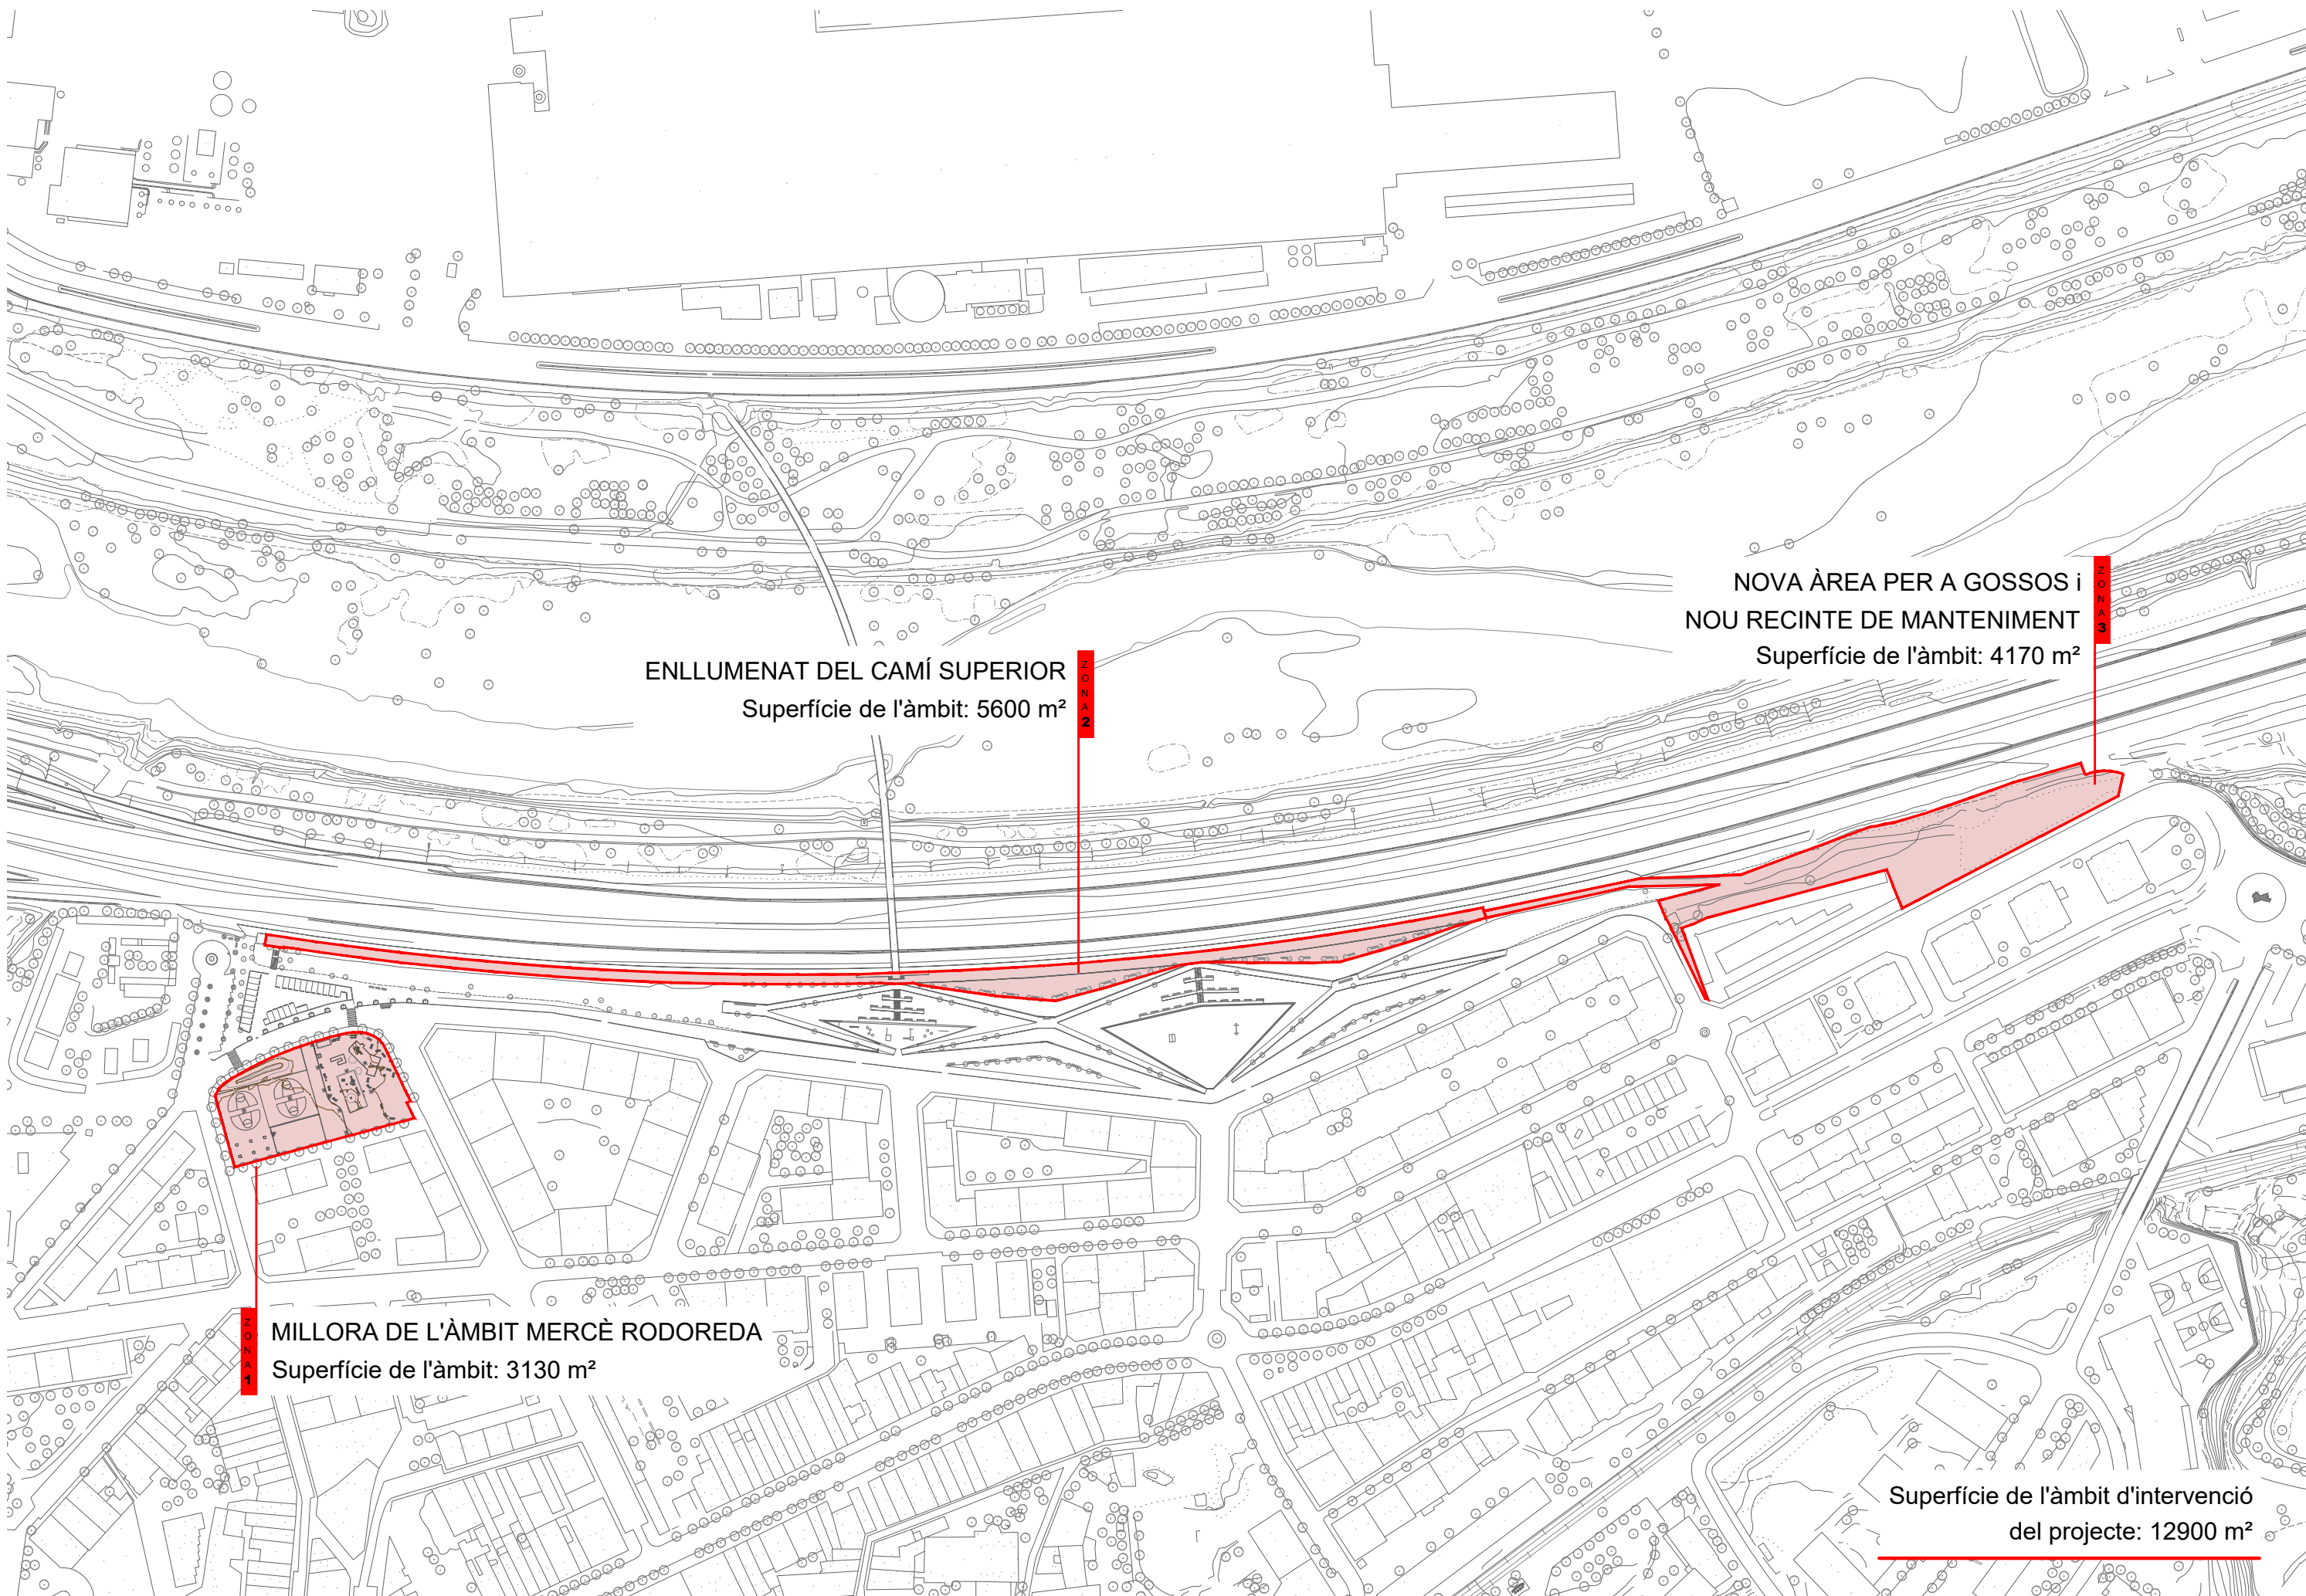 NOVA ÀREA PER A GOSSOS i
NOU RECINTE DE MANTENIMENT
Superfície de l'àmbit: 4170 m²
ZONA 3
ENLLUMENAT DEL CAMÍ SUPERIOR
Superfície de l'àmbit: 5600 m²
ZONA 2
ZONA 1
MILLORA DE L'ÀMBIT MERCÈ RODOREDA
Superfície de l'àmbit: 3130 m²
Superfície de l'àmbit d'intervenció
del projecte: 12900 m²